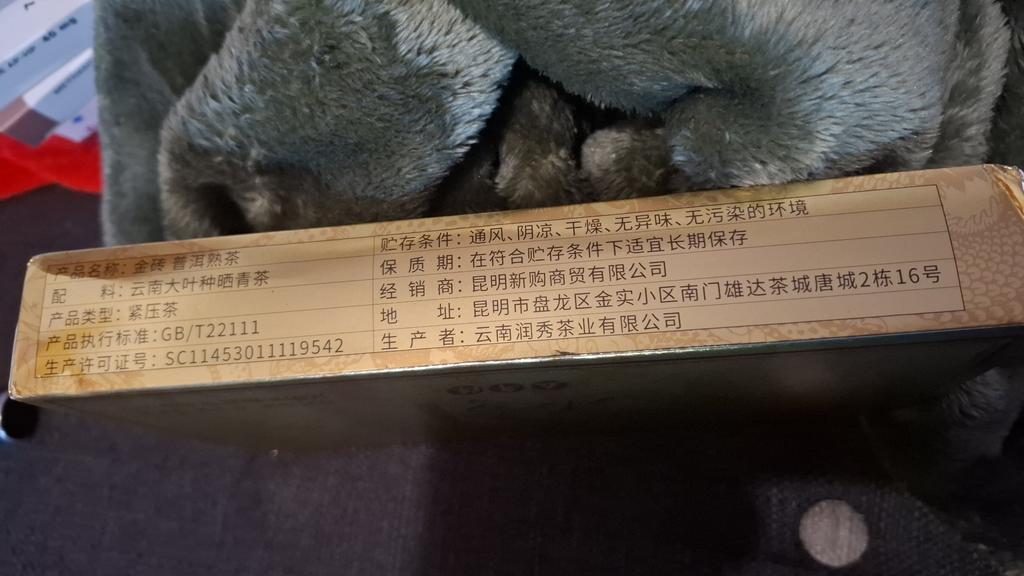 产品名称: 金砖 普洱熟茶
配 料: 云南大叶种晒青茶
产品类型: 紧压茶
产品执行标准: GB/T22111
生产许可证号: SC11453011119542
贮存条件: 通风、阴凉、干燥、无异味、无污染的环境
保 质 期: 在符合贮存条件下适宜长期保存
经 销 商: 昆明新购商贸有限公司
地 址: 昆明市盘龙区金实小区南门雄达茶城唐城2栋16号
生 产 者: 云南润秀茶业有限公司